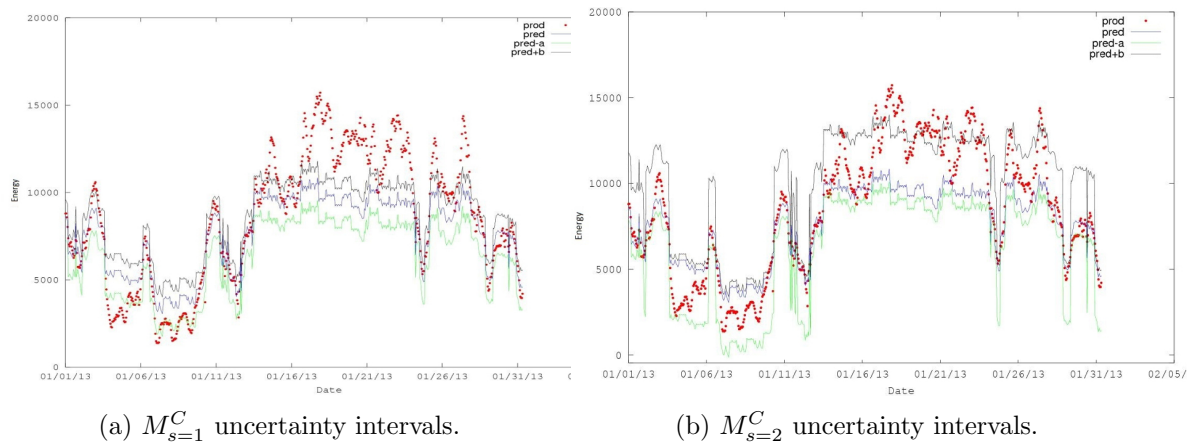 20000
15000
10000
5000
0
Energy
prod
pred
pred-a
pred+b
01/01/13 01/06/13 01/11/13 01/16/13 01/21/13 01/26/13 01/31/13 0
Date
(a) M^C_{s=1} uncertainty intervals.
20000
15000
10000
5000
0
Energy
prod
pred
pred-a
pred+b
01/01/13 01/06/13 01/11/13 01/16/13 01/21/13 01/26/13 01/31/13 02/05/
Date
(b) M^C_{s=2} uncertainty intervals.